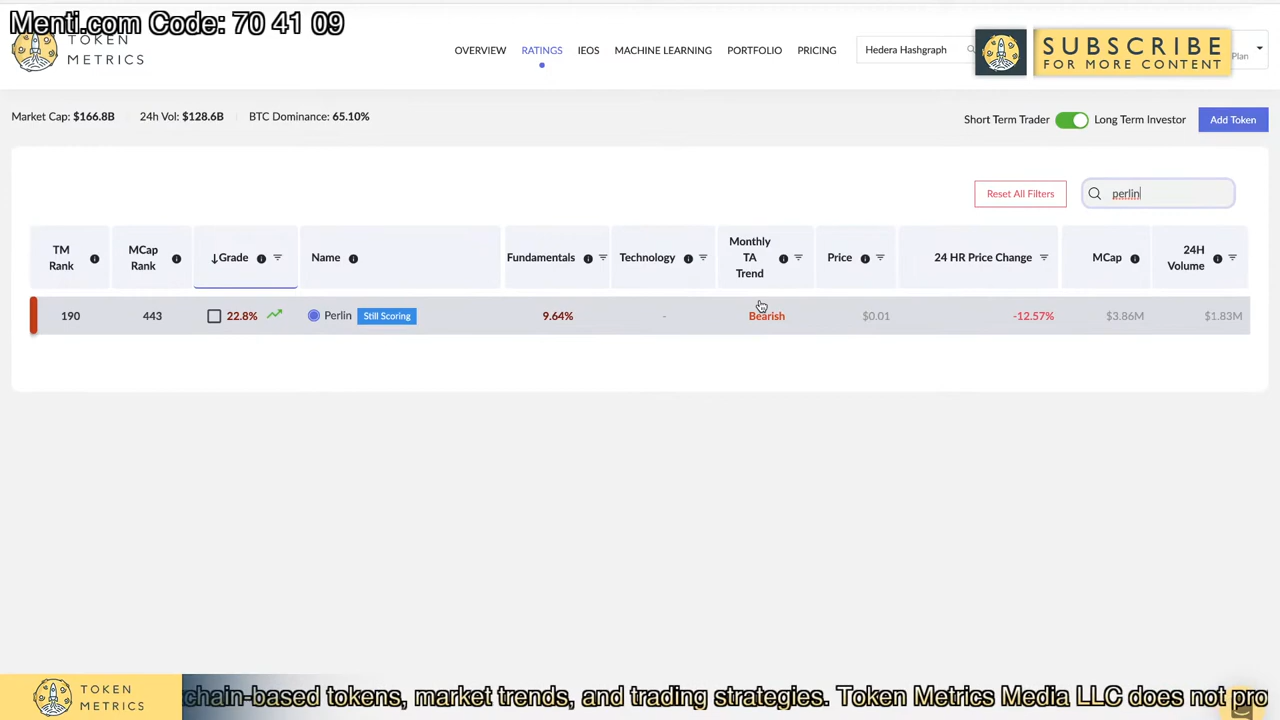 Menti.com Code: 70 41 09
TOKEN
METRICS
OVERVIEW
RATINGS
IEOS
MACHINE LEARNING
PORTFOLIO
PRICING
Hedera Hashgraph
SUBSCRIBE
FOR MORE CONTENT
Plan
Market Cap: $166.8B
24h Vol: $128.6B
BTC Dominance: 65.10%
Short Term Trader
Long Term Investor
Add Token
Reset All Filters
perlin
TM
Rank
MCap
Rank
↓Grade
Name
Fundamentals
Technology
Monthly
TA
Trend
Price
24 HR Price Change
MCap
24H
Volume
190
443
22.8%
Perlin
Still Scoring
9.64%
-
Bearish
$0.01
-12.57%
$3.86M
$1.83M
TOKEN
METRICS
chain-based tokens, market trends, and trading strategies. Token Metrics Media LLC does not pro